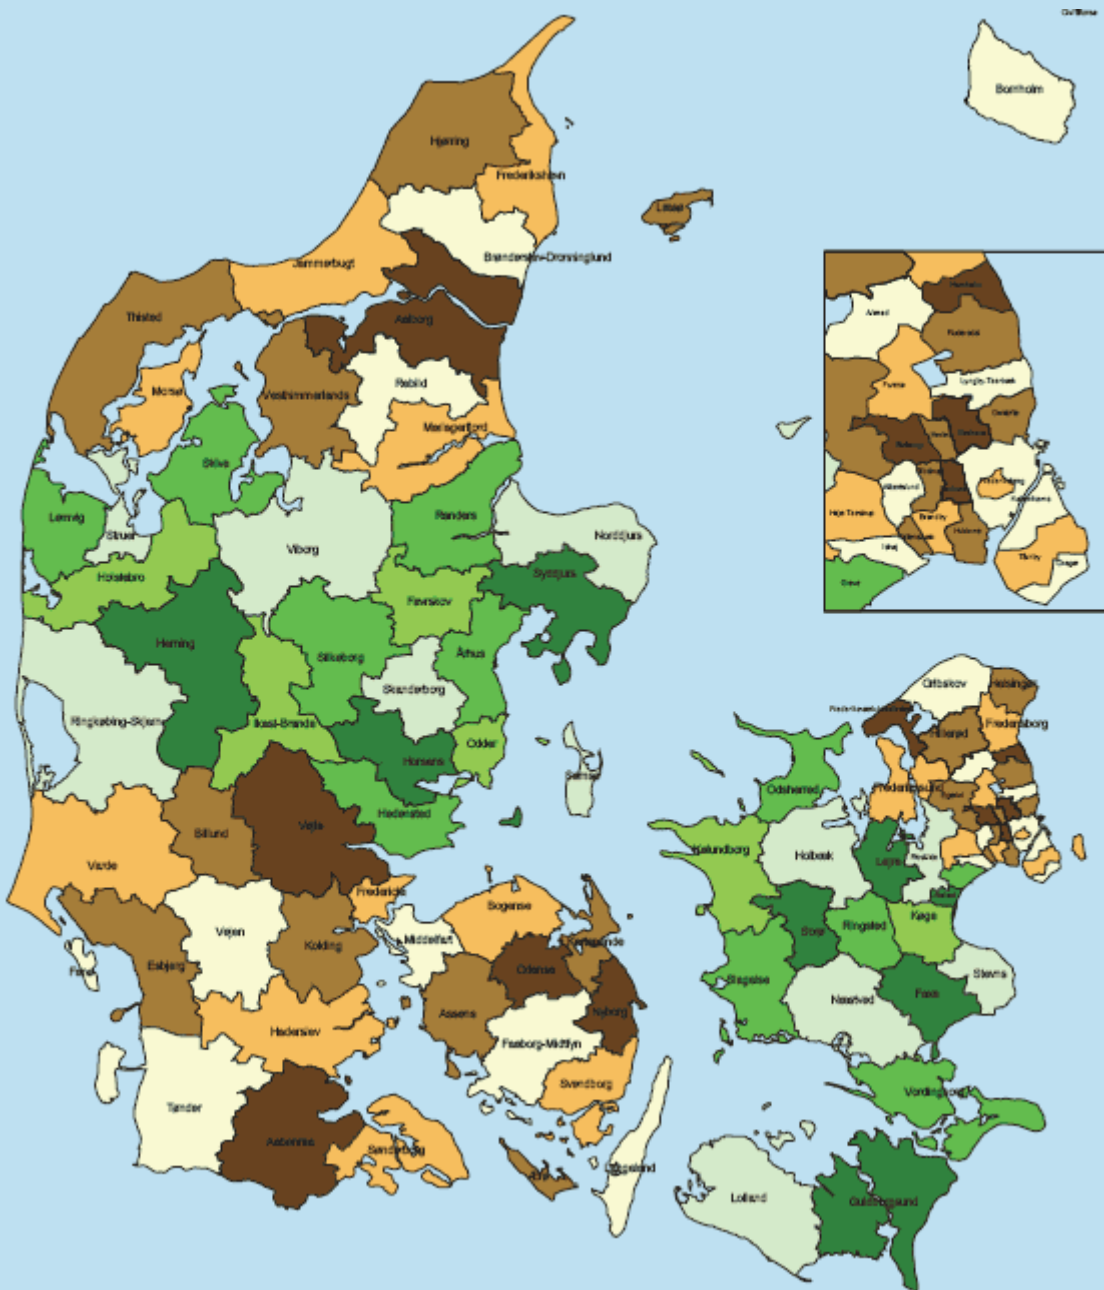 Bornholm
Hjørring
Frederikshavn
Læsø
Brønderslev-Dronninglund
Jammerbugt
Thisted
Aalborg
Morsø
Rebild
Vesthimmerlands
Mariagerfjord
Skive
Lemvig
Struer
Randers
Norddjurs
Viborg
Holstebro
Syddjurs
Favrskov
Herning
Silkeborg
Århus
Skanderborg
Ringkøbing-Skjern
Ikast-Brande
Odder
Horsens
Samsø
Hedensted
Billund
Vejle
Varde
Fredericia
Vejen
Kolding
Esbjerg
Fanø
Haderslev
Tønder
Aabenraa
Sønderborg
Middelfart
Bogense
Kerteminde
Odense
Assens
Nyborg
Faaborg-Midtfyn
Svendborg
Langeland
Allerød
Rudersdal
Furesø
Lyngby-Taarbæk
Gentofte
Ballerup
Albertslund
Høje-Taastrup
Brøndby
Hvidovre
Ishøj
Greve
Tårnby
Dragør
Gribskov
Helsingør
Hillerød
Fredensborg
Frederikssund
Odsherred
Kalundborg
Holbæk
Lejre
Sorø
Ringsted
Køge
Slagelse
Stevns
Næstved
Faxe
Vordingborg
Lolland
Guldborgsund